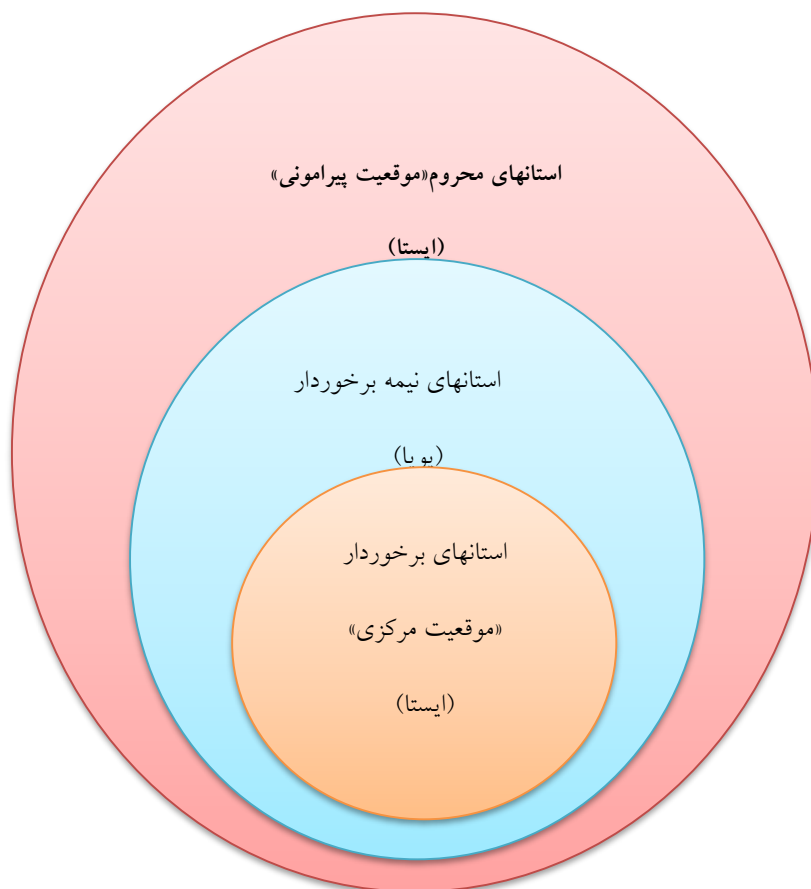 استانهای محروم«موقعیت پیرامونی»
(ایستا)
استانهای نیمه برخوردار
(پویا)
استانهای برخوردار
«موقعیت مرکزی»
(ایستا)